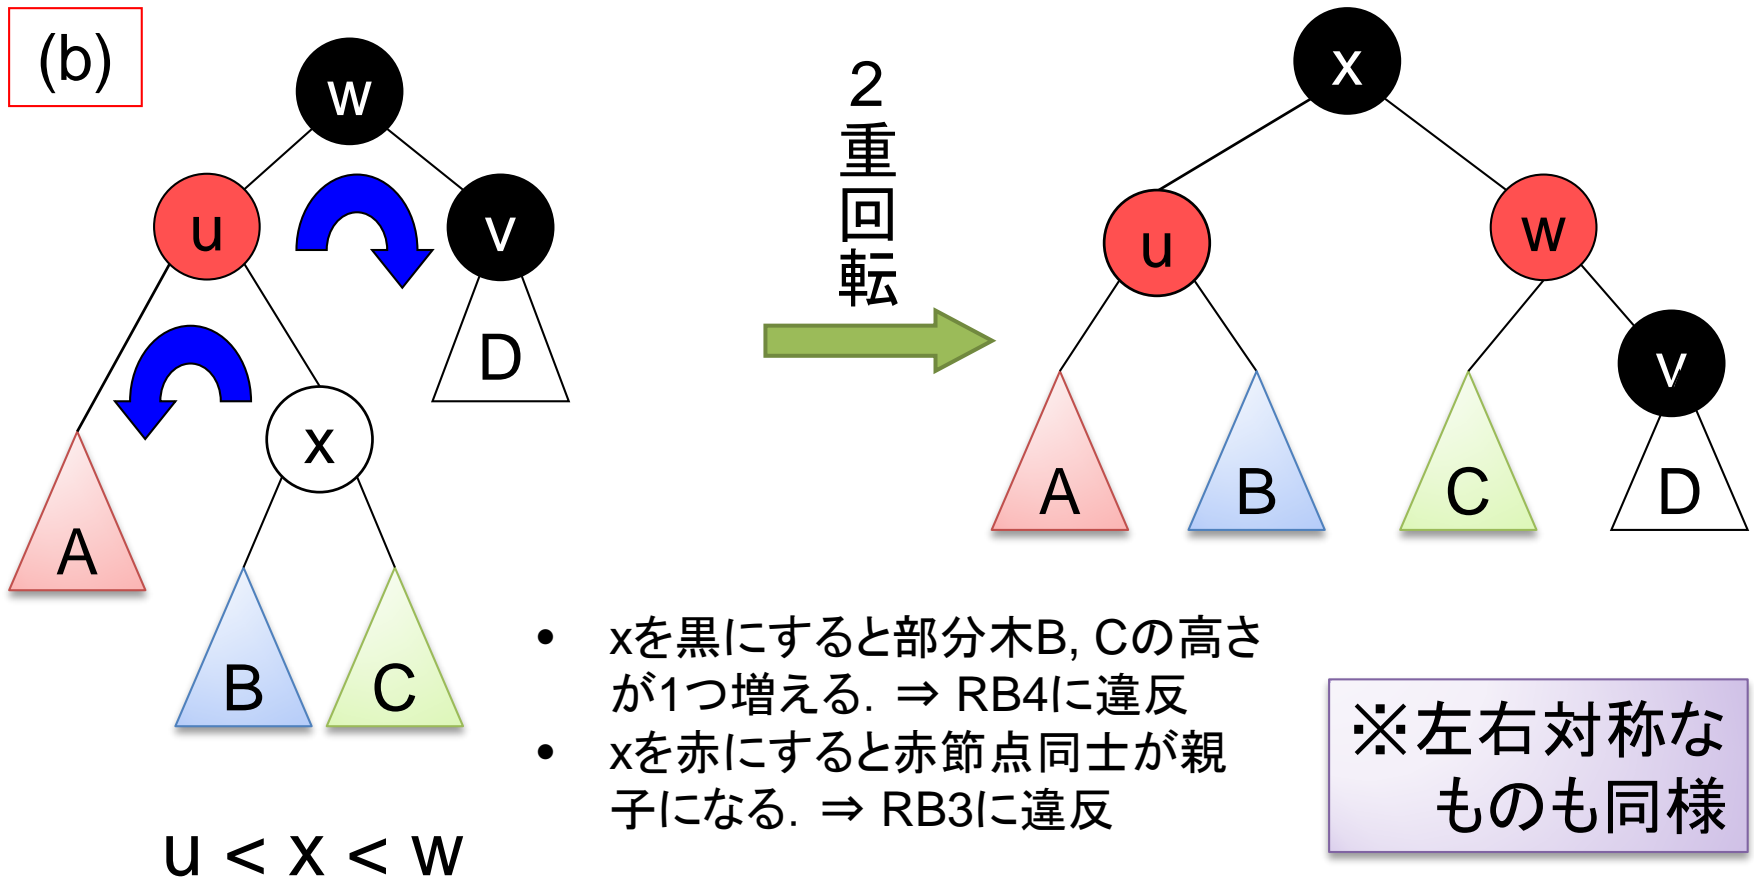 (b)
w
u
v
D
x
A
B
C
2
重
回
転
x
u
w
v
A
B
C
D
• xを黒にすると部分木B, Cの高さ
が1つ増える. ⇒ RB4に違反
• xを赤にすると赤節点同士が親
子になる. ⇒ RB3に違反
※左右対称な
ものも同様
u < x < w